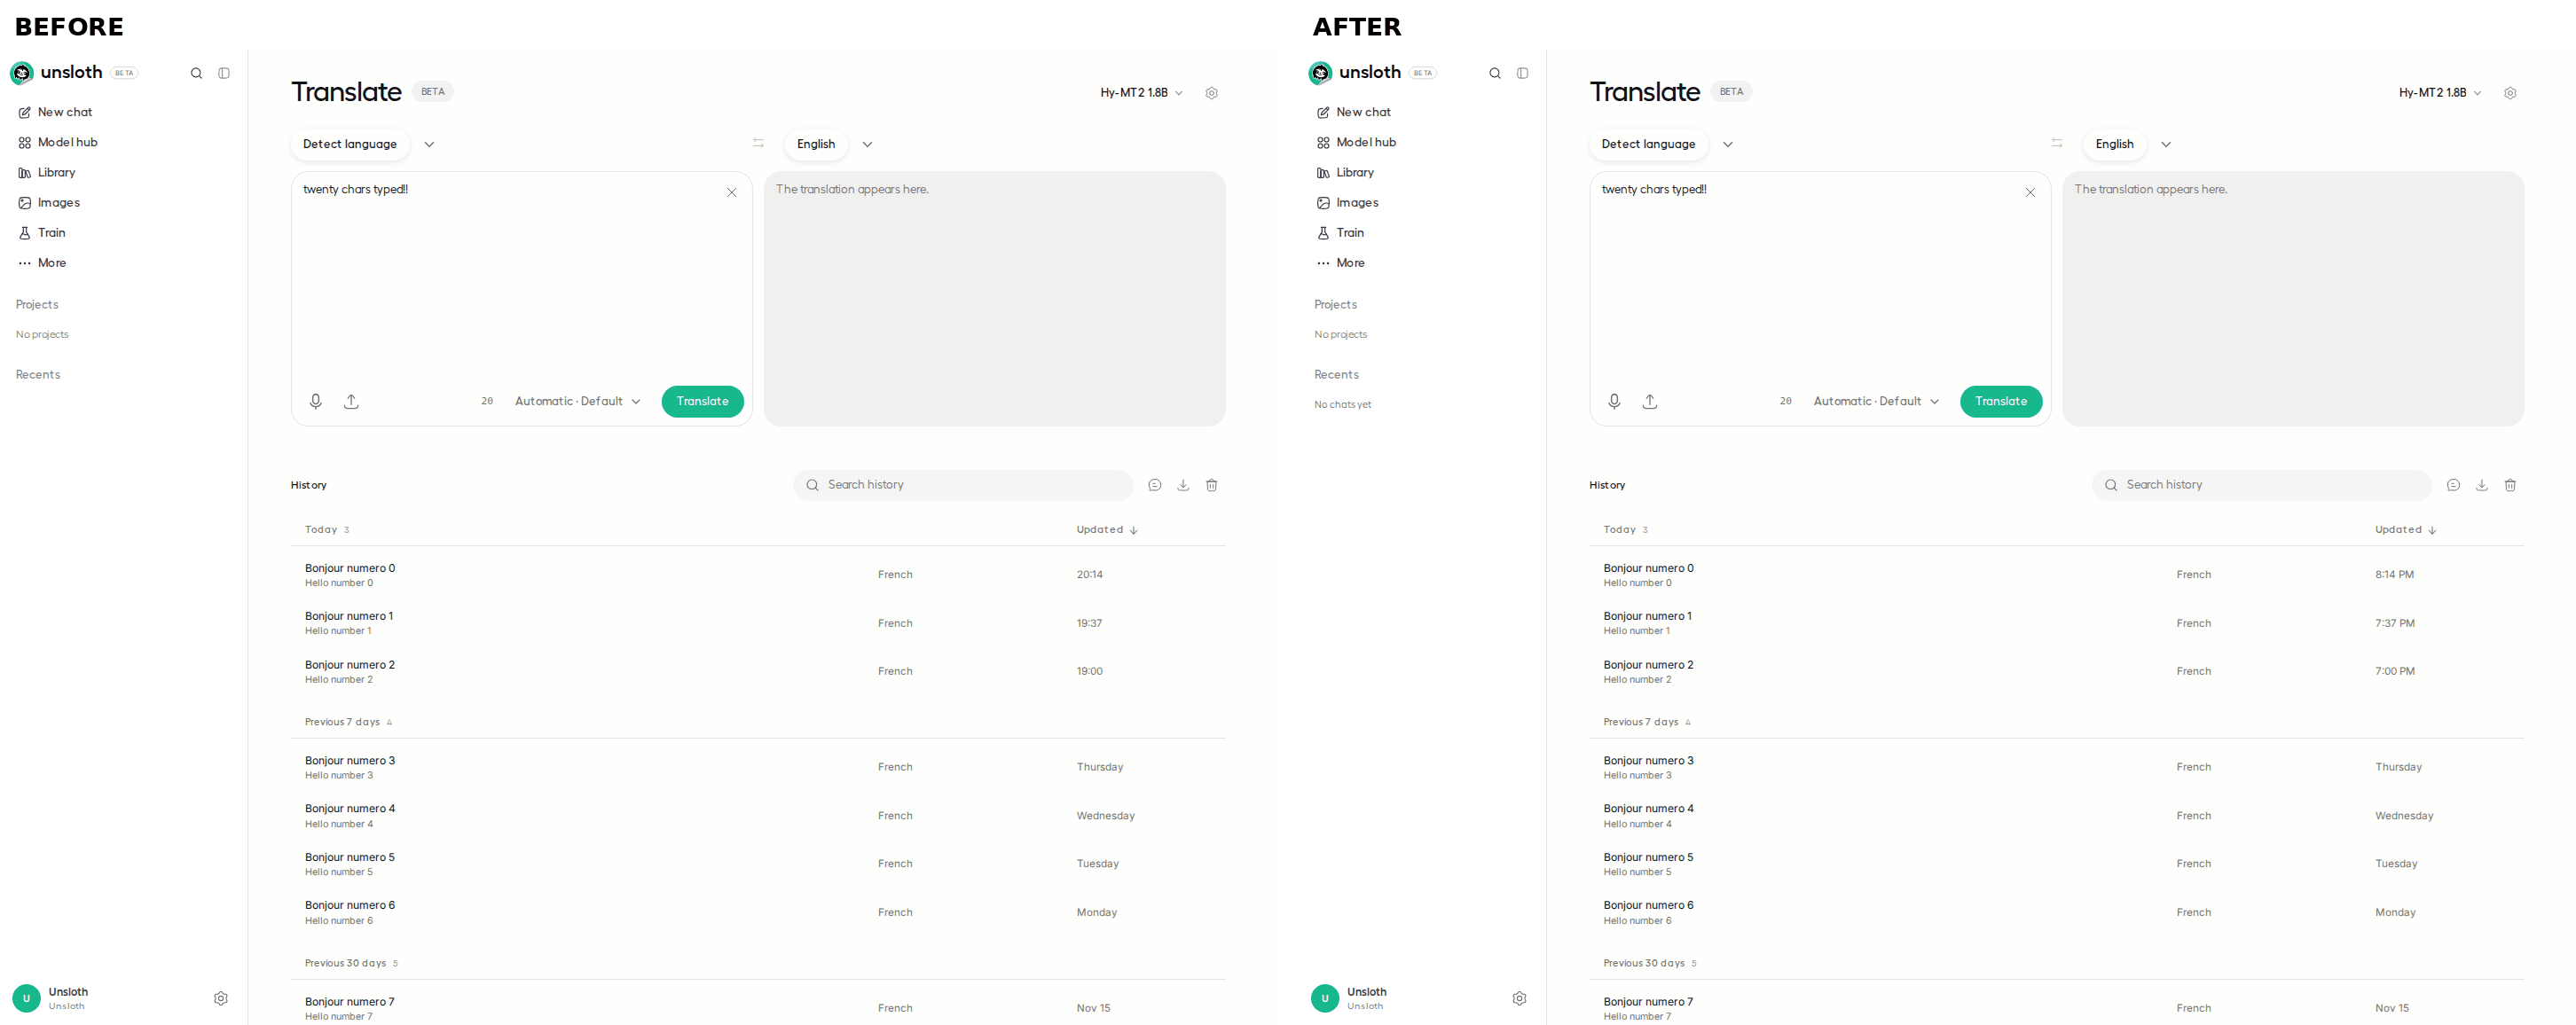 BEFORE
unsloth BETA
New chat
Model hub
Library
Images
Train
More
Projects
No projects
Recents
Unsloth
U
Unsloth
Translate BETA
Hy-MT2 1.8B
Detect language
English
twenty chars typed!!
The translation appears here.
20 Automatic · Default Translate
History
Search history
Today 3 Updated
Bonjour numero 0
Hello number 0
French 20:14
Bonjour numero 1
Hello number 1
French 19:37
Bonjour numero 2
Hello number 2
French 19:00
Previous 7 days 4
Bonjour numero 3
Hello number 3
French Thursday
Bonjour numero 4
Hello number 4
French Wednesday
Bonjour numero 5
Hello number 5
French Tuesday
Bonjour numero 6
Hello number 6
French Monday
Previous 30 days 5
Bonjour numero 7
Hello number 7
French Nov 15
AFTER
unsloth BETA
New chat
Model hub
Library
Images
Train
More
Projects
No projects
Recents
No chats yet
Unsloth
U
Unsloth
Translate BETA
Hy-MT2 1.8B
Detect language
English
twenty chars typed!!
The translation appears here.
20 Automatic · Default Translate
History
Search history
Today 3 Updated
Bonjour numero 0
Hello number 0
French 8:14 PM
Bonjour numero 1
Hello number 1
French 7:37 PM
Bonjour numero 2
Hello number 2
French 7:00 PM
Previous 7 days 4
Bonjour numero 3
Hello number 3
French Thursday
Bonjour numero 4
Hello number 4
French Wednesday
Bonjour numero 5
Hello number 5
French Tuesday
Bonjour numero 6
Hello number 6
French Monday
Previous 30 days 5
Bonjour numero 7
Hello number 7
French Nov 15